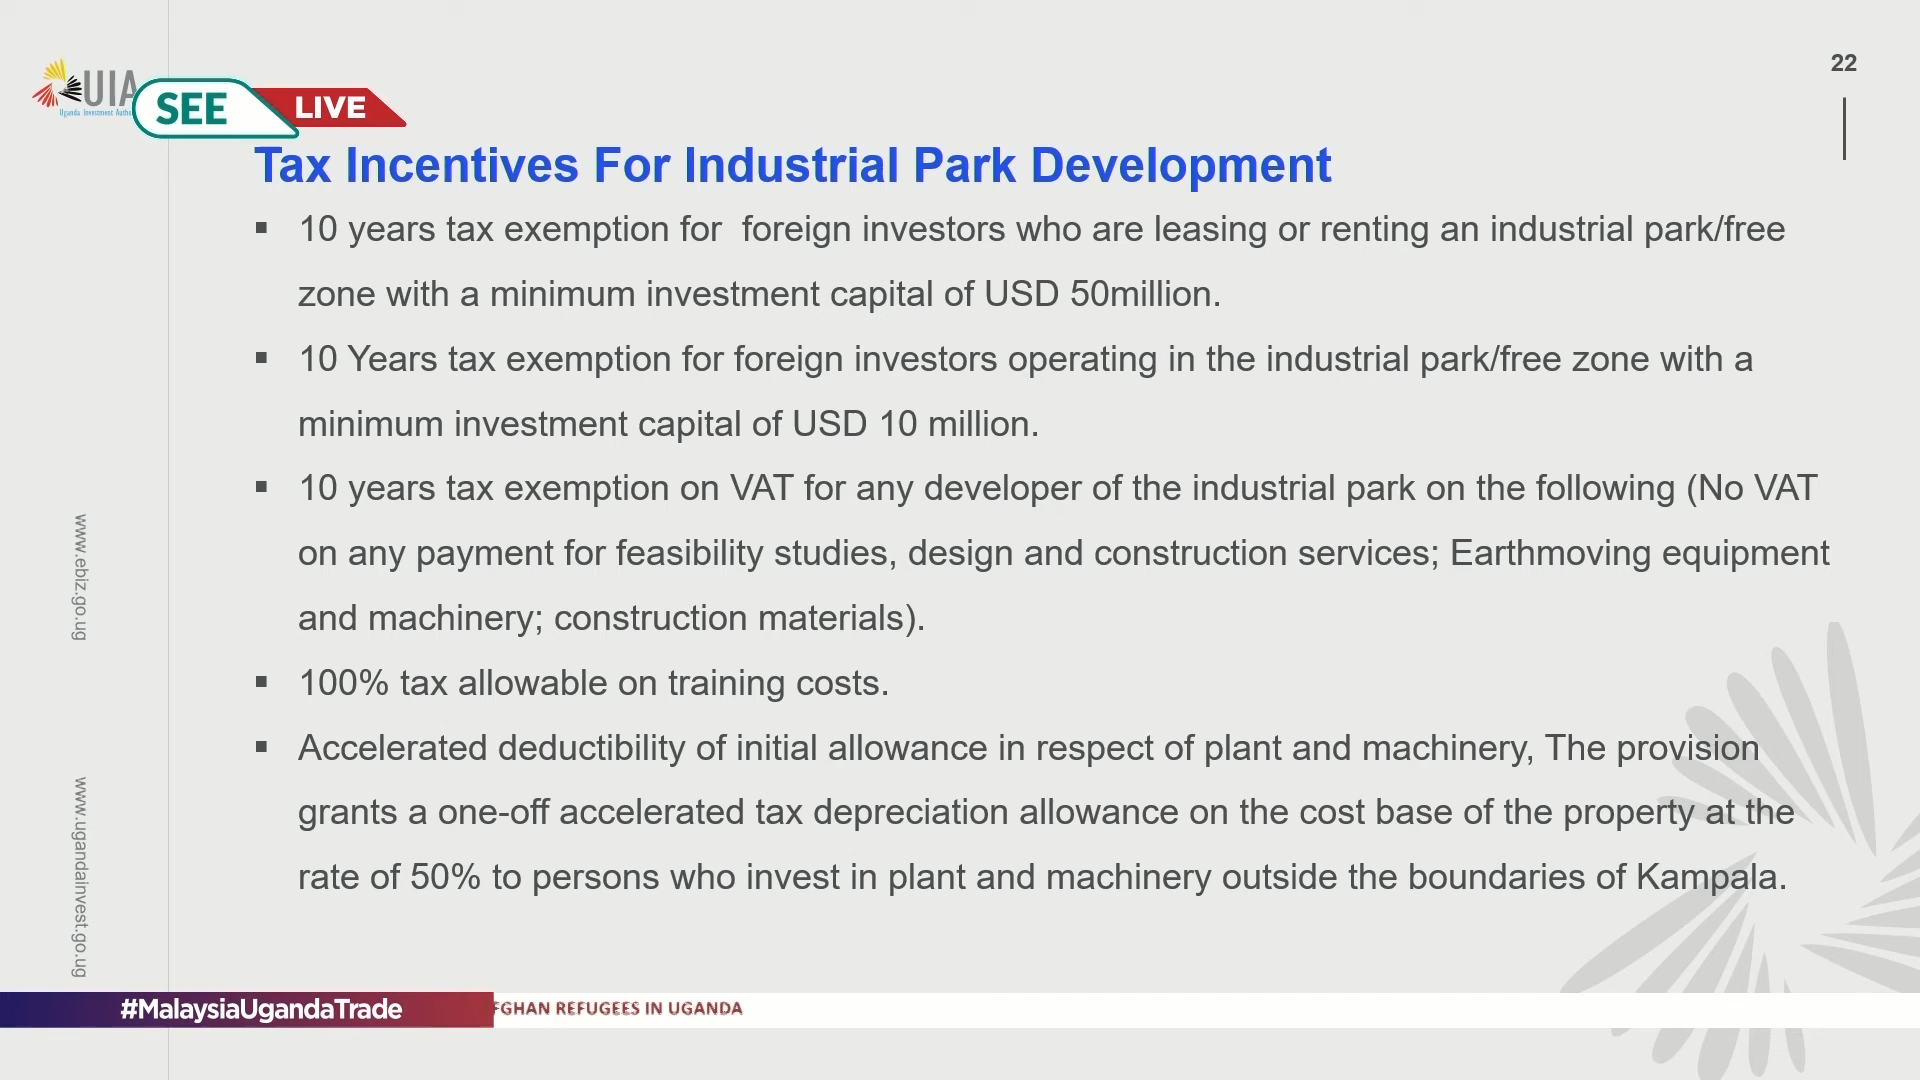 22
UIA
Uganda Investment
SEE
LIVE
Tax Incentives For Industrial Park Development
▪ 10 years tax exemption for foreign investors who are leasing or renting an industrial park/free
zone with a minimum investment capital of USD 50million.
▪ 10 Years tax exemption for foreign investors operating in the industrial park/free zone with a
minimum investment capital of USD 10 million.
▪ 10 years tax exemption on VAT for any developer of the industrial park on the following (No VAT
on any payment for feasibility studies, design and construction services; Earthmoving equipment
and machinery; construction materials).
▪ 100% tax allowable on training costs.
▪ Accelerated deductibility of initial allowance in respect of plant and machinery, The provision
grants a one-off accelerated tax depreciation allowance on the cost base of the property at the
rate of 50% to persons who invest in plant and machinery outside the boundaries of Kampala.
www.ebiz.go.ug
www.ugandainvest.go.ug
#MalaysiaUgandaTrade
FGHAN REFUGEES IN UGANDA